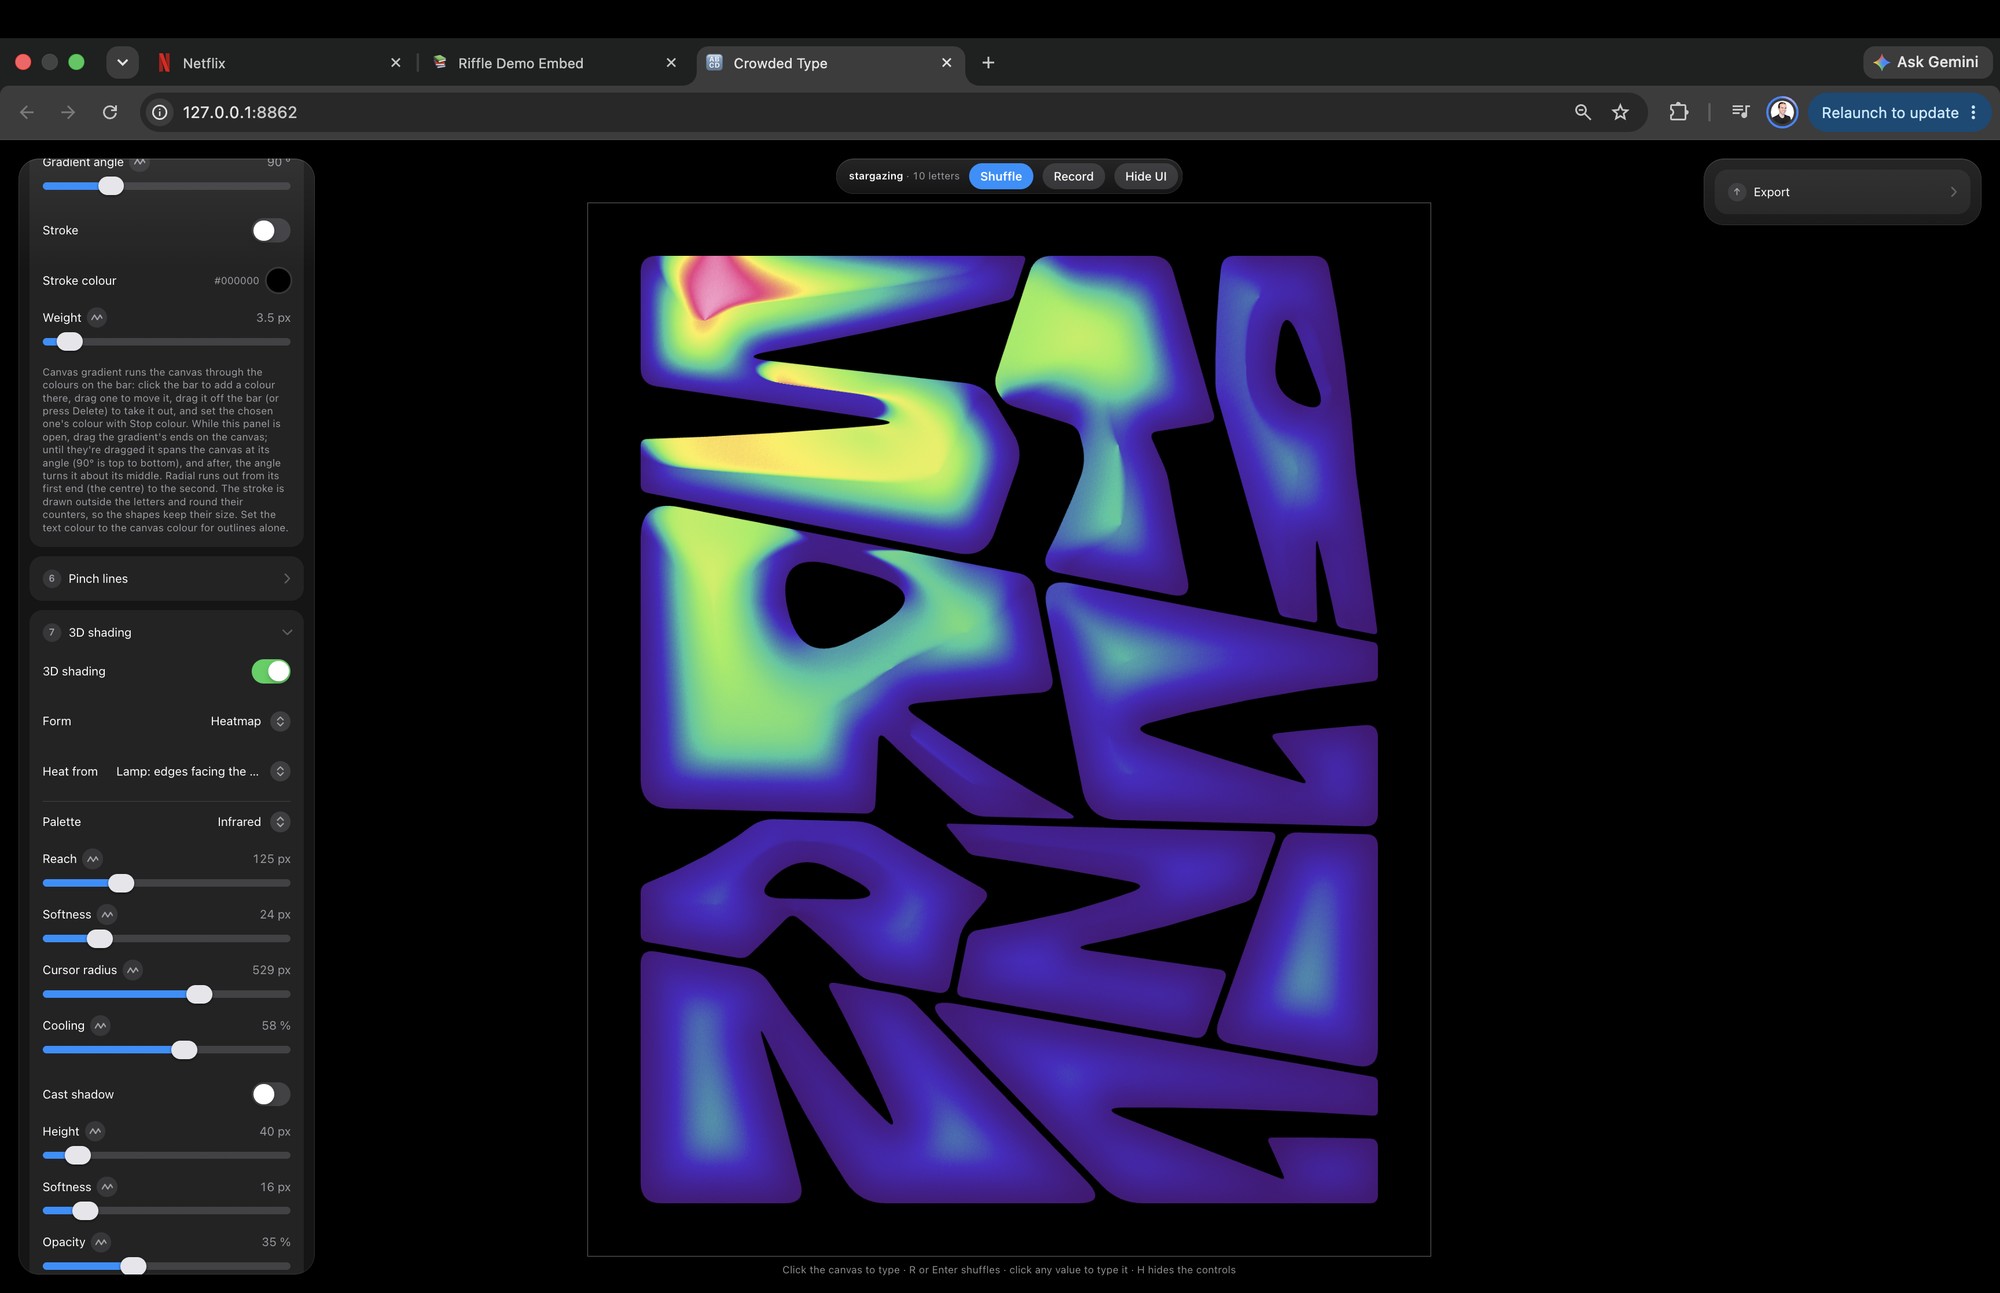 Netflix
Riffle Demo Embed
Crowded Type
Ask Gemini
127.0.0.1:8862
Relaunch to update
Gradient angle
90 °
Stroke
Stroke colour
#000000
Weight
3.5 px
Canvas gradient runs the canvas through the
colours on the bar: click the bar to add a colour
there, drag one to move it, drag it off the bar (or
press Delete) to take it out, and set the chosen
one's colour with Stop colour. While this panel is
open, drag the gradient's ends on the canvas;
until they're dragged it spans the canvas at its
angle (90° is top to bottom), and after, the angle
turns it about its middle. Radial runs out from its
first end (the centre) to the second. The stroke is
drawn outside the letters and round their
counters, so the shapes keep their size. Set the
text colour to the canvas colour for outlines alone.
6 Pinch lines
7 3D shading
3D shading
Form
Heatmap
Heat from
Lamp: edges facing the ...
Palette
Infrared
Reach
125 px
Softness
24 px
Cursor radius
529 px
Cooling
58 %
Cast shadow
Height
40 px
Softness
16 px
Opacity
35 %
stargazing · 10 letters
Shuffle
Record
Hide UI
STA
RG
AZI
NG
Export
Click the canvas to type · R or Enter shuffles · click any value to type it · H hides the controls